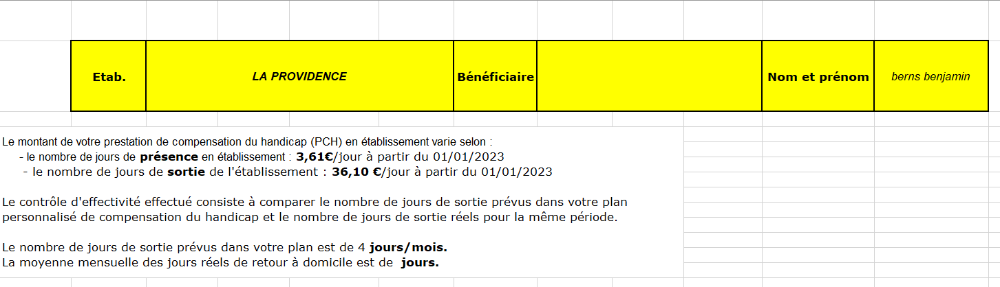 Etab. LA PROVIDENCE Bénéficiaire Nom et prénom berns benjamin
Le montant de votre prestation de compensation du handicap (PCH) en établissement varie selon :
- le nombre de jours de présence en établissement : 3,61€/jour à partir du 01/01/2023
- le nombre de jours de sortie de l'établissement : 36,10 €/jour à partir du 01/01/2023
Le contrôle d'effectivité effectué consiste à comparer le nombre de jours de sortie prévus dans votre plan
personnalisé de compensation du handicap et le nombre de jours de sortie réels pour la même période.
Le nombre de jours de sortie prévus dans votre plan est de 4 jours/mois.
La moyenne mensuelle des jours réels de retour à domicile est de jours.